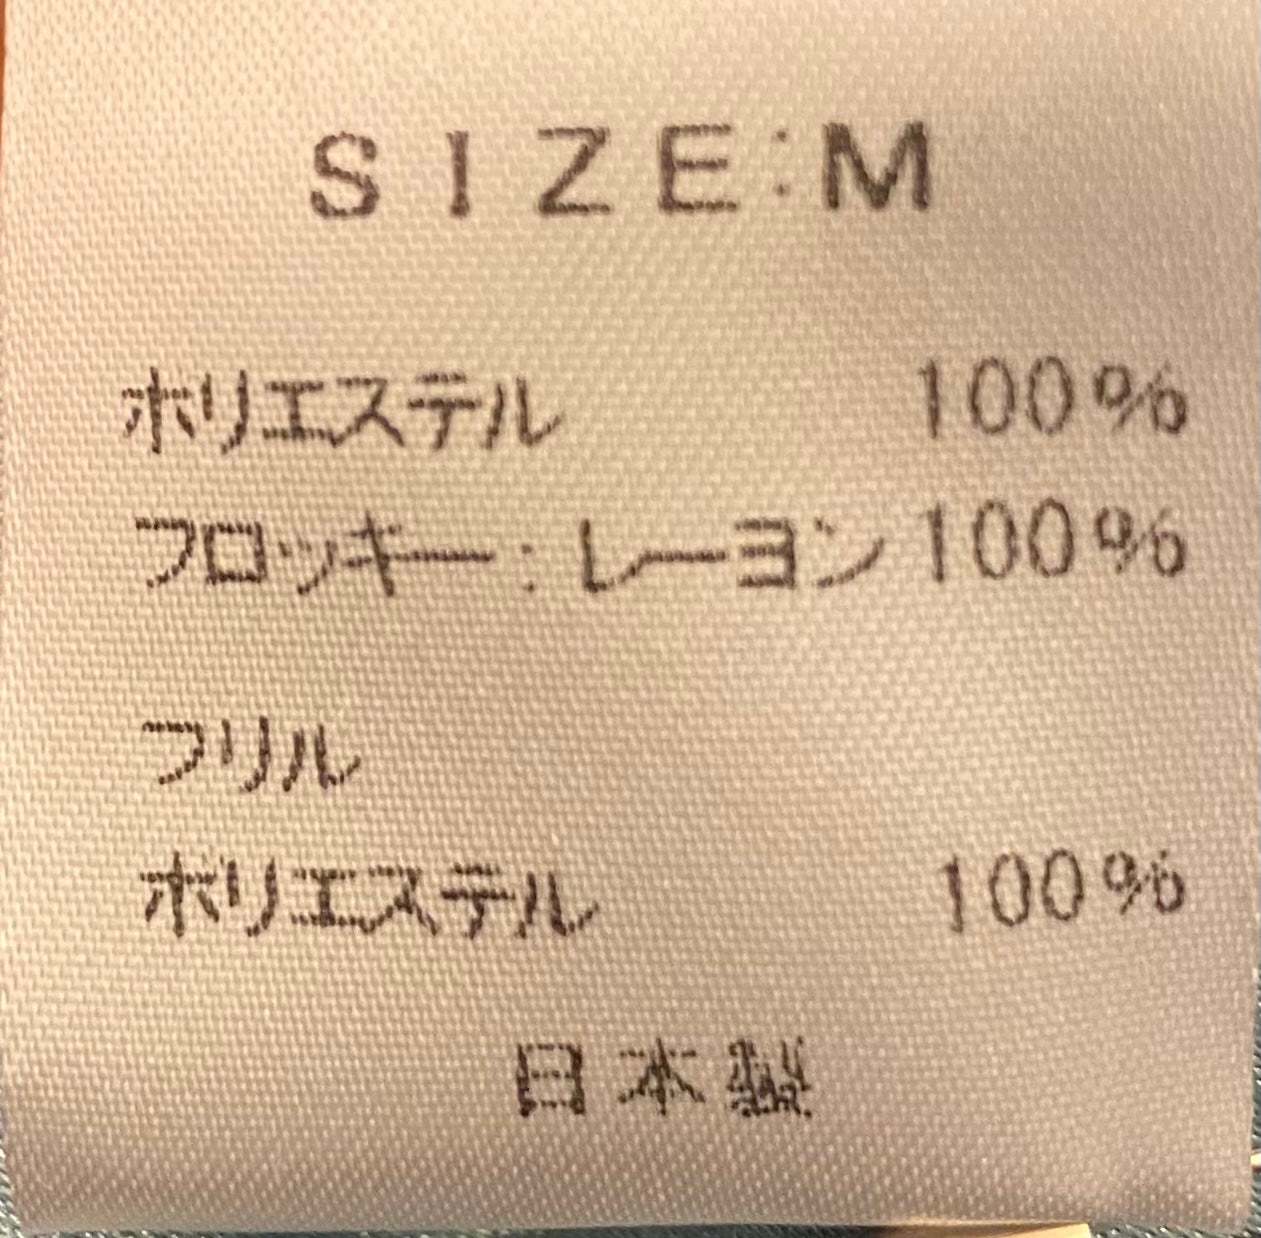 SIZE:M
ポリエステル 100%
フロッキー:レーヨン 100%
フリル
ポリエステル 100%
日本製